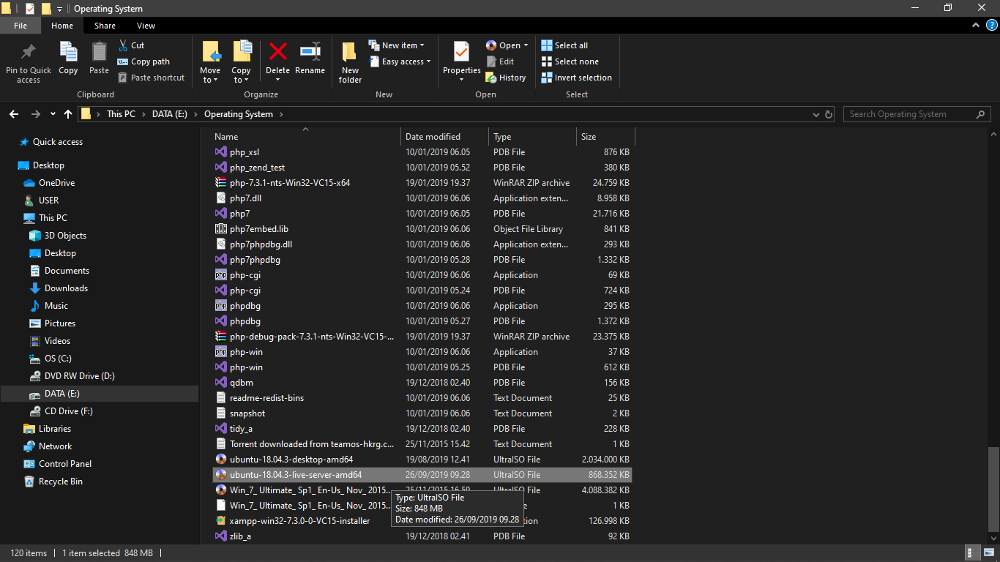 Operating System
File Home Share View
Pin to Quick access
Copy
Paste
Cut
Copy path
Paste shortcut
Clipboard
Move to
Copy to
Delete
Rename
Organize
New folder
New item
Easy access
New
Properties
Open
Edit
History
Open
Select all
Select none
Invert selection
Select
This PC DATA (E:) Operating System
Search Operating System
Quick access
Desktop
OneDrive
USER
This PC
3D Objects
Desktop
Documents
Downloads
Music
Pictures
Videos
OS (C:)
DVD RW Drive (D:)
DATA (E:)
CD Drive (F:)
Libraries
Network
Control Panel
Recycle Bin
Name Date modified Type Size
php_xsl 10/01/2019 06.05 PDB File 876 KB
php_zend_test 10/01/2019 05.52 PDB File 380 KB
php-7.3.1-nts-Win32-VC15-x64 19/01/2019 19.37 WinRAR ZIP archive 24.759 KB
php7.dll 10/01/2019 06.06 Application exten... 8.958 KB
php7 10/01/2019 06.05 PDB File 21.716 KB
php7embed.lib 10/01/2019 06.06 Object File Library 841 KB
php7phpdbg.dll 10/01/2019 06.06 Application exten... 293 KB
php7phpdbg 10/01/2019 05.28 PDB File 1.332 KB
php php-cgi 10/01/2019 06.06 Application 69 KB
php-cgi 10/01/2019 05.24 PDB File 724 KB
php phpdbg 10/01/2019 06.06 Application 295 KB
phpdbg 10/01/2019 05.27 PDB File 1.372 KB
php-debug-pack-7.3.1-nts-Win32-VC15-... 19/01/2019 19.37 WinRAR ZIP archive 23.375 KB
php php-win 10/01/2019 06.06 Application 37 KB
php-win 10/01/2019 05.25 PDB File 612 KB
qdbm 19/12/2018 02.40 PDB File 156 KB
readme-redist-bins 10/01/2019 06.06 Text Document 25 KB
snapshot 10/01/2019 06.06 Text Document 2 KB
tidy_a 19/12/2018 02.40 PDB File 228 KB
Torrent downloaded from teamos-hkrg.c... 25/11/2015 15.42 Text Document 1 KB
ubuntu-18.04.3-desktop-amd64 19/08/2019 12.41 UltraISO File 2.034.000 KB
ubuntu-18.04.3-live-server-amd64 26/09/2019 09.28 UltraISO File 868.352 KB
Win_7_ Ultimate_ Sp1_ En-Us_ Nov_ 2015... 25/11/2015 16.59 UltraISO File 4.088.382 KB
Win_7_ Ultimate_ Sp1_ En-Us_ Nov_ 2015... 1 KB
xampp-win32-7.3.0-0-VC15-installer 126.998 KB
zlib_a 19/12/2018 02.41 PDB File 92 KB
Type: UltraISO File
Size: 848 MB
Date modified: 26/09/2019 09.28
120 items 1 item selected 848 MB